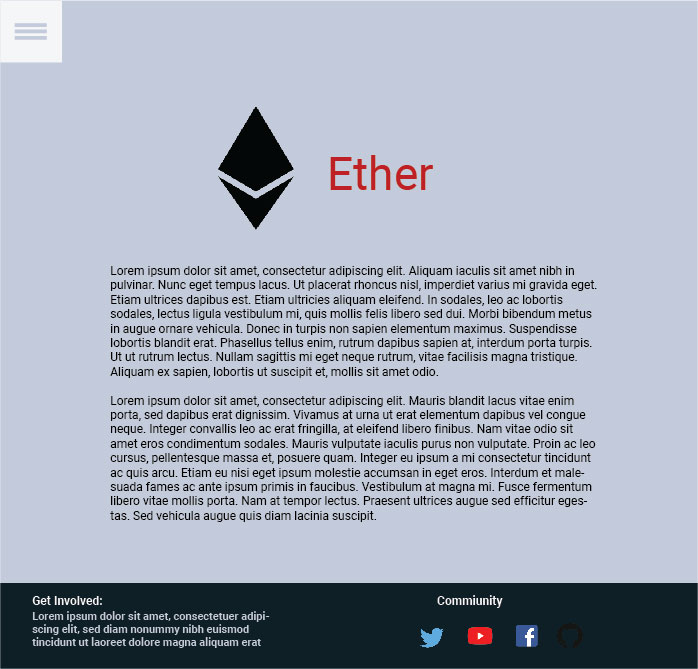 Ether
Lorem ipsum dolor sit amet, consectetur adipiscing elit. Aliquam iaculis sit amet nibh in
pulvinar. Nunc eget tempus lacus. Ut placerat rhoncus nisl, imperdiet varius mi gravida eget.
Etiam ultrices dapibus est. Etiam ultricies aliquam eleifend. In sodales, leo ac lobortis
sodales, lectus ligula vestibulum mi, quis mollis felis libero sed dui. Morbi bibendum metus
in augue ornare vehicula. Donec in turpis non sapien elementum maximus. Suspendisse
lobortis blandit erat. Phasellus tellus enim, rutrum dapibus sapien at, interdum porta turpis.
Ut ut rutrum lectus. Nullam sagittis mi eget neque rutrum, vitae facilisis magna tristique.
Aliquam ex sapien, lobortis ut suscipit et, mollis sit amet odio.
Lorem ipsum dolor sit amet, consectetur adipiscing elit. Mauris blandit lacus vitae enim
porta, sed dapibus erat dignissim. Vivamus at urna ut erat elementum dapibus vel congue
neque. Integer convallis leo ac erat fringilla, at eleifend libero finibus. Nam vitae odio sit
amet eros condimentum sodales. Mauris vulputate iaculis purus non vulputate. Proin ac leo
cursus, pellentesque massa et, posuere quam. Integer eu ipsum a mi consectetur tincidunt
ac quis arcu. Etiam eu nisi eget ipsum molestie accumsan in eget eros. Interdum et male-
suada fames ac ante ipsum primis in faucibus. Vestibulum at magna mi. Fusce fermentum
libero vitae mollis porta. Nam at tempor lectus. Praesent ultrices augue sed efficitur eges-
tas. Sed vehicula augue quis diam lacinia suscipit.
Get Involved:
Lorem ipsum dolor sit amet, consectetuer adipi-
scing elit, sed diam nonummy nibh euismod
tincidunt ut laoreet dolore magna aliquam erat
Commiunity